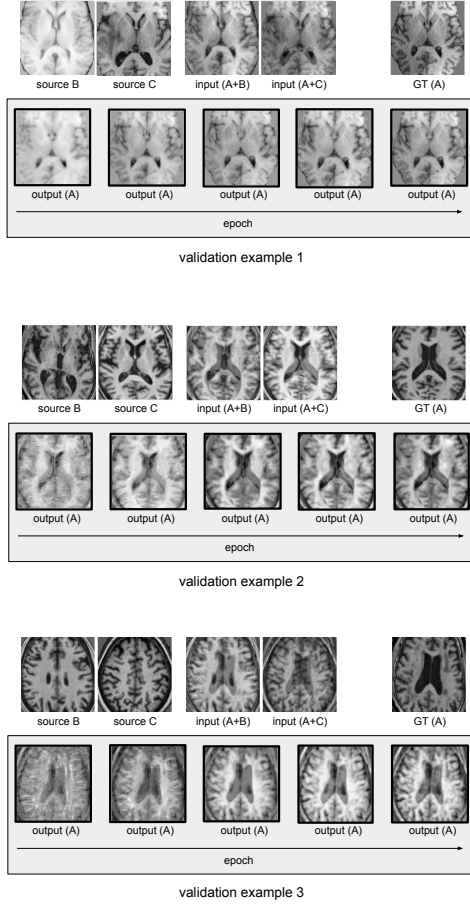 source B source C input (A+B) input (A+C) GT (A)
output (A) output (A) output (A) output (A) output (A)
epoch
validation example 1
source B source C input (A+B) input (A+C) GT (A)
output (A) output (A) output (A) output (A) output (A)
epoch
validation example 2
source B source C input (A+B) input (A+C) GT (A)
output (A) output (A) output (A) output (A) output (A)
epoch
validation example 3